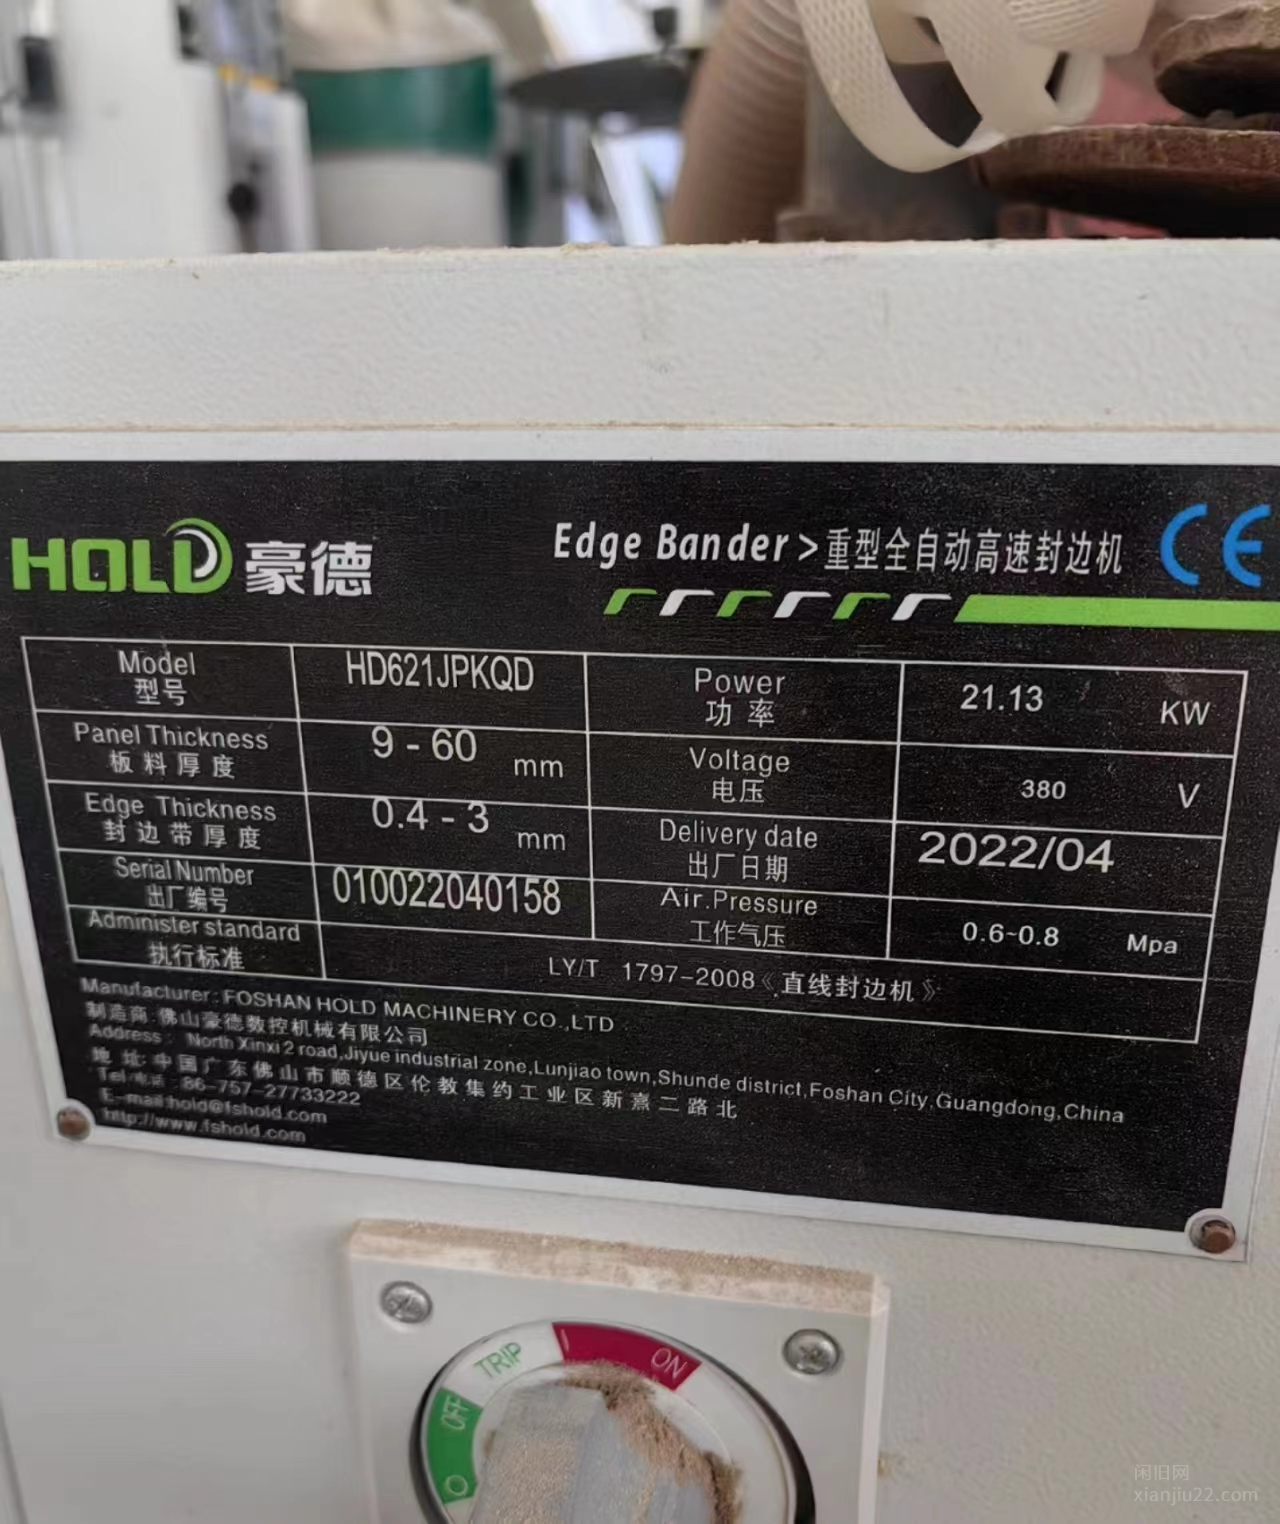 HOLD 豪德
Edge Bander > 重型全自动高速封边机 CE
Model HD621JPKQD Power 21.13 KW
型号 功率
Panel Thickness 9-60 mm Voltage 380 V
板料厚度 电压
Edge Thickness 0.4-3 mm Delivery date 2022/04
封边带厚度 出厂日期
Serial Number 010022040158 Air.Pressure 0.6~0.8 Mpa
出厂编号 工作气压
Administer standard LY/T 1797-2008《直线封边机》
执行标准
Manufacturer: FOSHAN HOLD MACHINERY CO.,LTD
制造商:佛山豪德数控机械有限公司
Address: North Xinxi 2 road,Jiyue industrial zone,Lunjiao town,Shunde district,Foshan City,Guangdong,China
地 址:中国广东佛山市顺德区伦教集约工业区新熹二路北
Tel/电话:86-757-27733222
E-mail:hold@fshold.com
http://www.fshold.com
TRIP I ON
OFF
O
闲旧网
xianjiu22.com